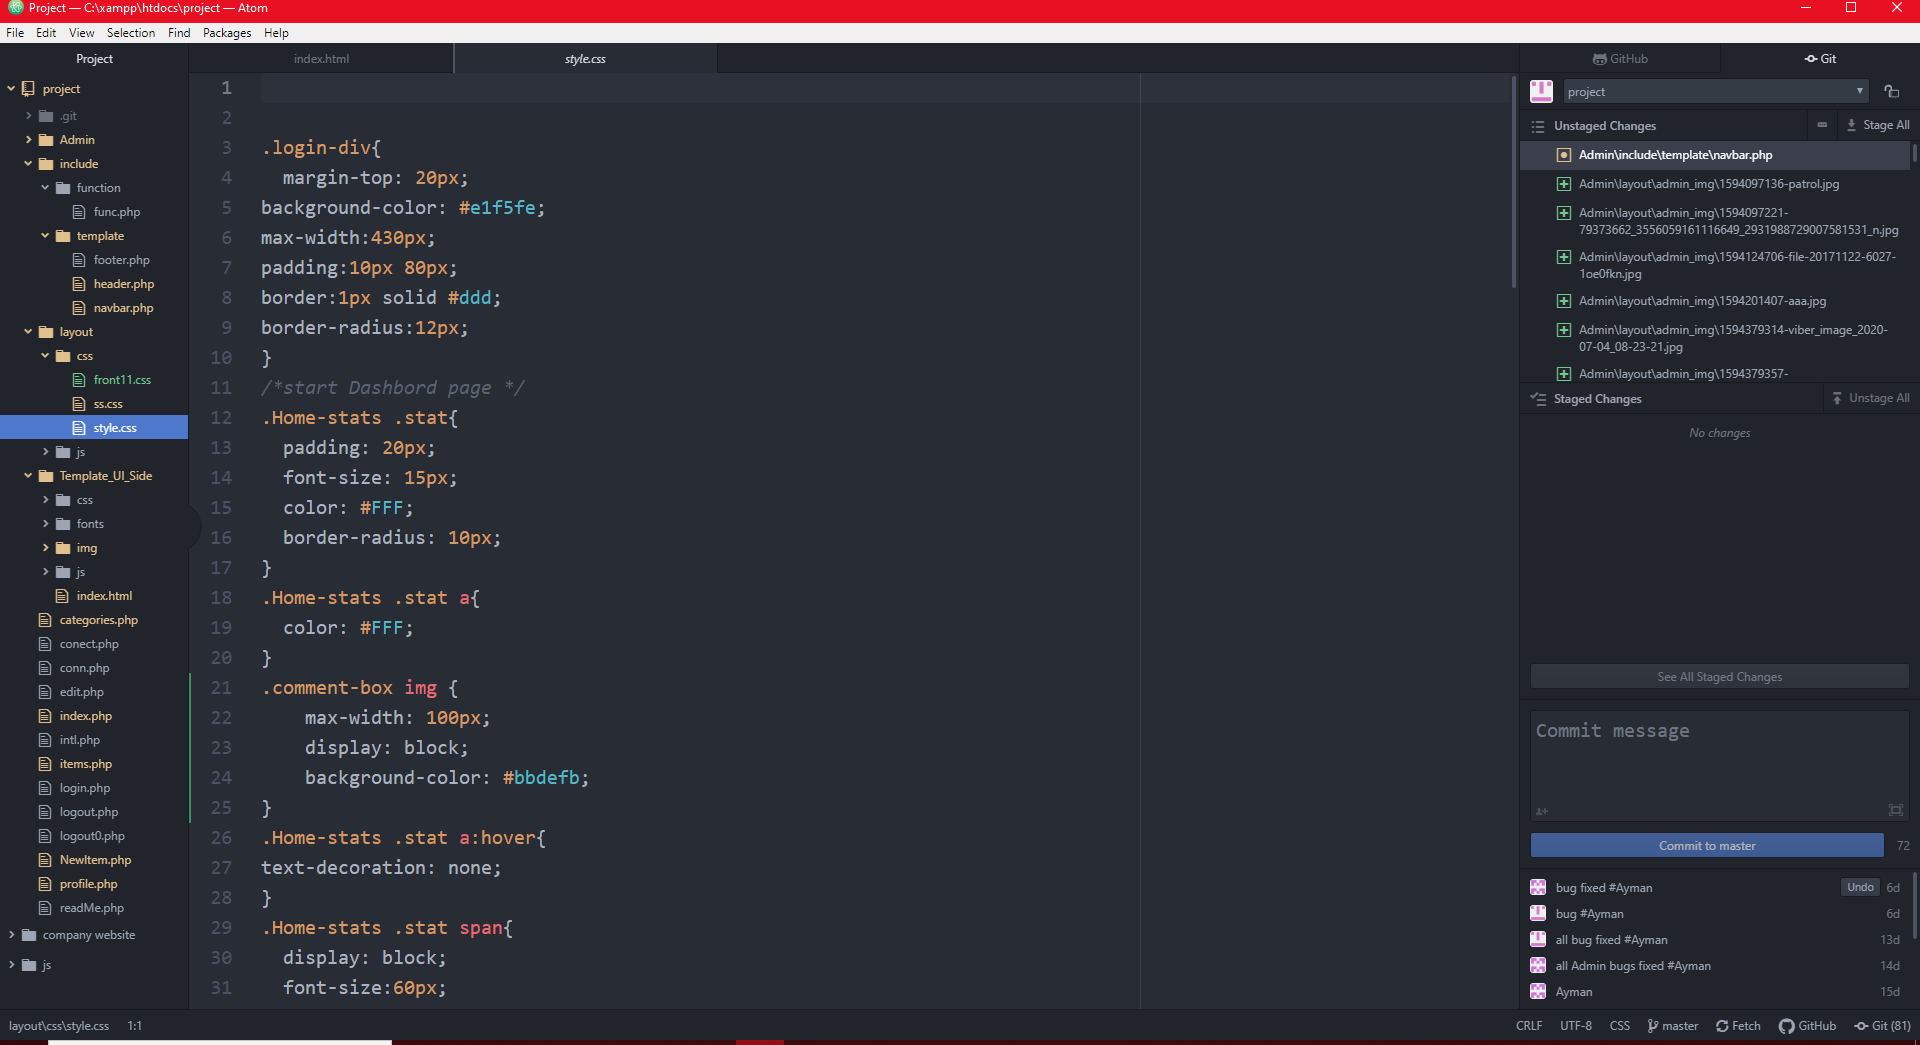 Project — C:\xampp\htdocs\project — Atom
File Edit View Selection Find Packages Help
Project
project
.git
Admin
include
function
func.php
template
footer.php
header.php
navbar.php
layout
css
front11.css
ss.css
style.css
js
Template_UI_Side
css
fonts
img
js
index.html
categories.php
conect.php
conn.php
edit.php
index.php
intl.php
items.php
login.php
logout.php
logout0.php
NewItem.php
profile.php
readMe.php
company website
js
index.html
style.css
1
2
3 .login-div{
4 margin-top: 20px;
5 background-color: #e1f5fe;
6 max-width:430px;
7 padding:10px 80px;
8 border:1px solid #ddd;
9 border-radius:12px;
10 }
11 /*start Dashbord page */
12 .Home-stats .stat{
13 padding: 20px;
14 font-size: 15px;
15 color: #FFF;
16 border-radius: 10px;
17 }
18 .Home-stats .stat a{
19 color: #FFF;
20 }
21 .comment-box img {
22 max-width: 100px;
23 display: block;
24 background-color: #bbdefb;
25 }
26 .Home-stats .stat a:hover{
27 text-decoration: none;
28 }
29 .Home-stats .stat span{
30 display: block;
31 font-size:60px;
GitHub
Git
project
Unstaged Changes
Stage All
Admin\include\template\navbar.php
Admin\layout\admin_img\1594097136-patrol.jpg
Admin\layout\admin_img\1594097221-
79373662_3556059161116649_2931988729007581531_n.jpg
Admin\layout\admin_img\1594124706-file-20171122-6027-
1oe0fkn.jpg
Admin\layout\admin_img\1594201407-aaa.jpg
Admin\layout\admin_img\1594379314-viber_image_2020-
07-04_08-23-21.jpg
Admin\layout\admin_img\1594379357-
Staged Changes
Unstage All
No changes
See All Staged Changes
Commit message
Commit to master 72
bug fixed #Ayman Undo 6d
bug #Ayman 6d
all bug fixed #Ayman 13d
all Admin bugs fixed #Ayman 14d
Ayman 15d
layout\css\style.css 1:1 CRLF UTF-8 CSS master Fetch GitHub Git (81)